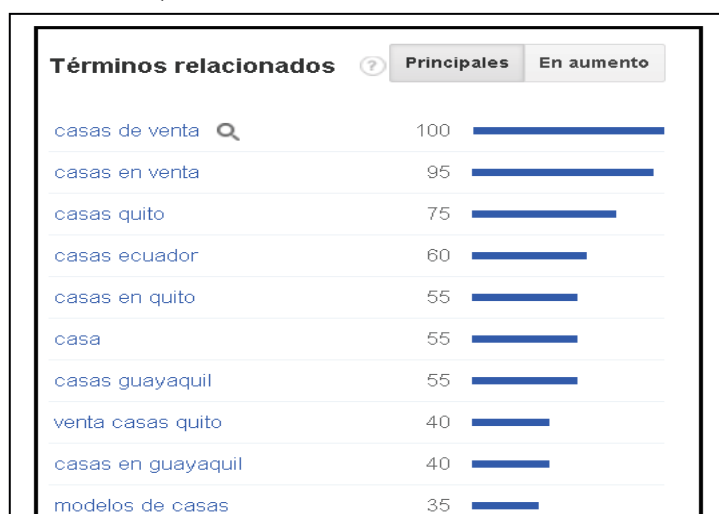 Términos relacionados ? Principales En aumento
casas de venta 100
casas en venta 95
casas quito 75
casas ecuador 60
casas en quito 55
casa 55
casas guayaquil 55
venta casas quito 40
casas en guayaquil 40
modelos de casas 35